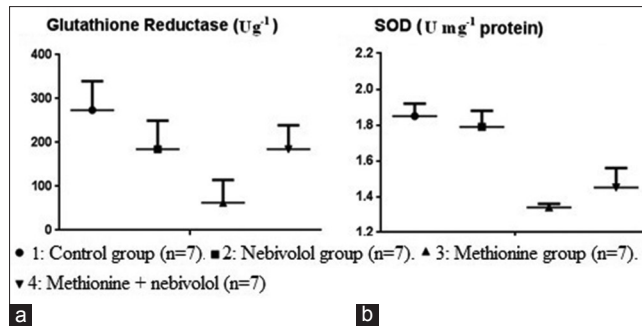 Glutathione Reductase (Ug-1)
400
300
200
100
0
SOD (U mg-1 protein)
2.2
2.0
1.8
1.6
1.4
1.2
● 1: Control group (n=7). ■ 2: Nebivolol group (n=7). ▲ 3: Methionine group (n=7).
▼ 4: Methionine + nebivolol (n=7)
a
b